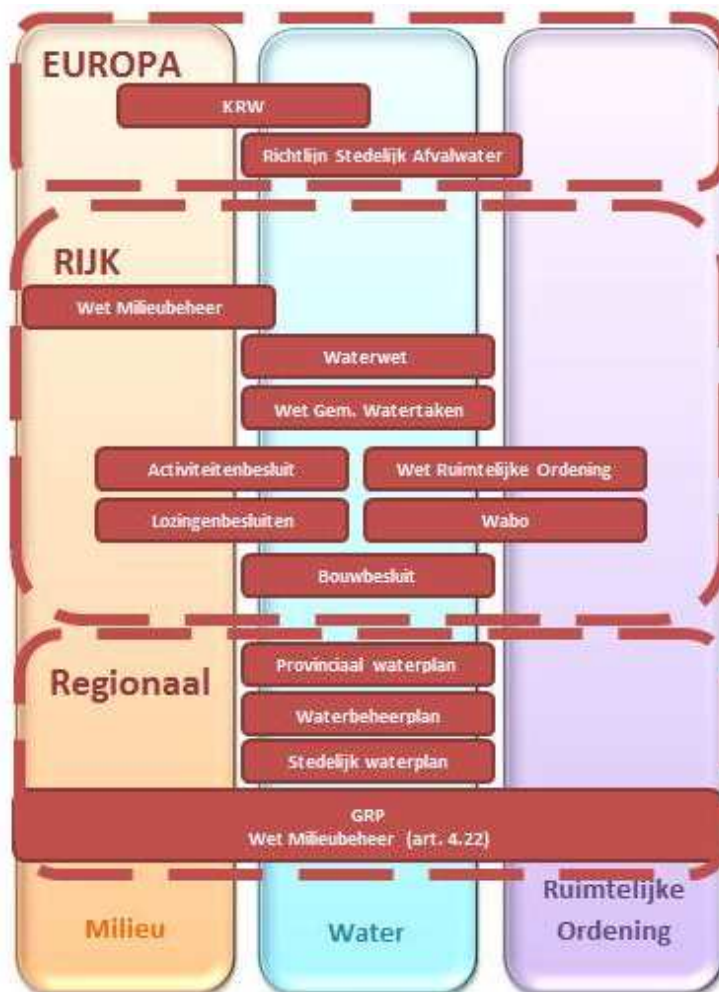 EUROPA
KRW
Richtlijn Stedelijk Afvalwater
RIJK
Wet Milieubeheer
Waterwet
Wet Gem. Watertaken
Activiteitenbesluit
Wet Ruimtelijke Ordening
Lozingenbesluiten
Wabo
Bouwbesluit
Regionaal
Provinciaal waterplan
Waterbeheerplan
Stedelijk waterplan
GRP
Wet Milieubeheer (art. 4.22)
Milieu
Water
Ruimtelijke
Ordening